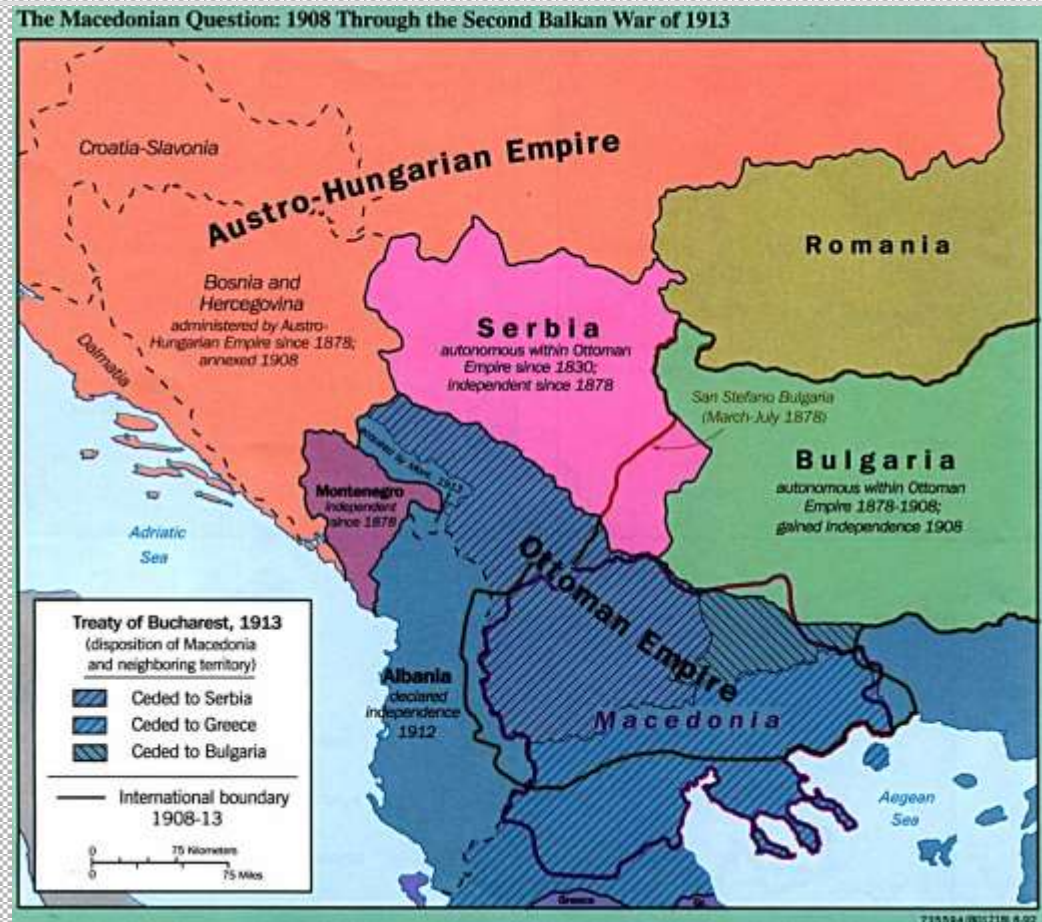 The Macedonian Question: 1908 Through the Second Balkan War of 1913
Croatia-Slavonia
Austro-Hungarian Empire
Romania
Bosnia and
Hercegovina
administered by Austro-
Hungarian Empire since 1878;
annexed 1908
Dalmatia
Serbia
autonomous within Ottoman
Empire since 1830;
independent since 1878
San Stefano Bulgaria
(March-July 1878)
Bulgaria
autonomous within Ottoman
Empire 1878-1908;
gained independence 1908
1913
Montenegro
independent
since 1878
Adriatic
Sea
Ottoman Empire
Albania
declared
independence
1912
Macedonia
Aegean
Sea
Greece
Treaty of Bucharest, 1913
(disposition of Macedonia
and neighboring territory)
Ceded to Serbia
Ceded to Greece
Ceded to Bulgaria
International boundary
1908-13
0 75 Kilometers
0 75 Miles